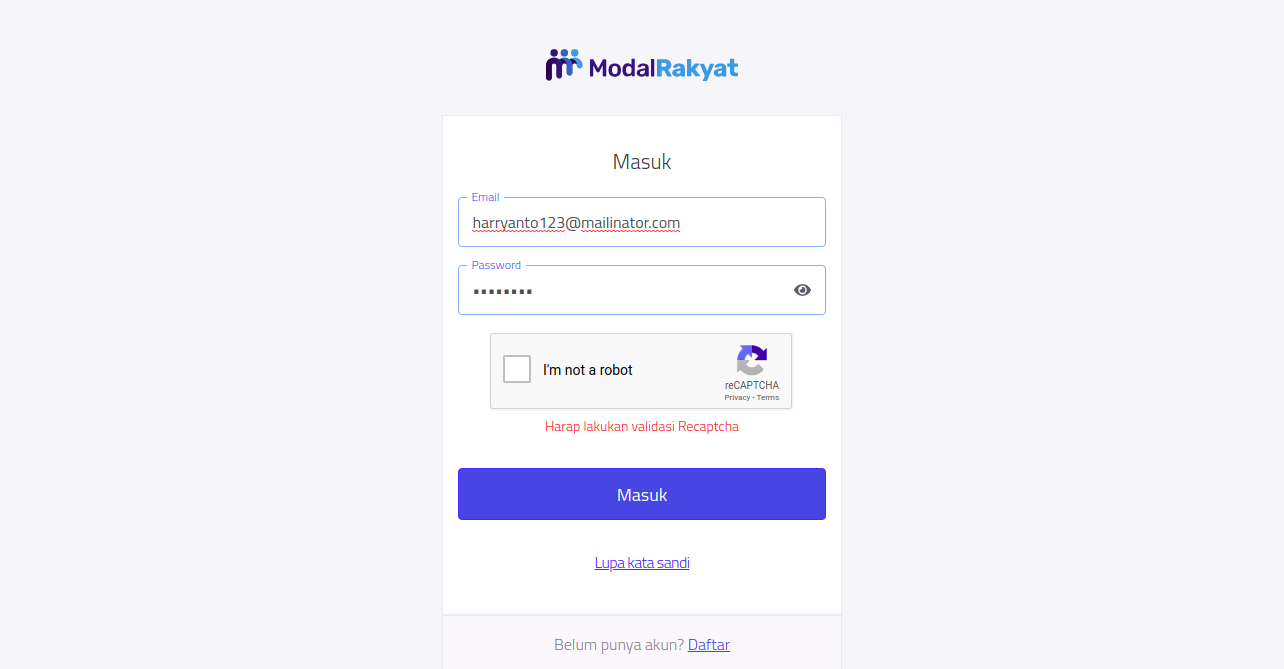 ModalRakyat
Masuk
Email
harryanto123@mailinator.com
Password
I'm not a robot
reCAPTCHA
Privacy - Terms
Harap lakukan validasi Recaptcha
Masuk
Lupa kata sandi
Belum punya akun? Daftar